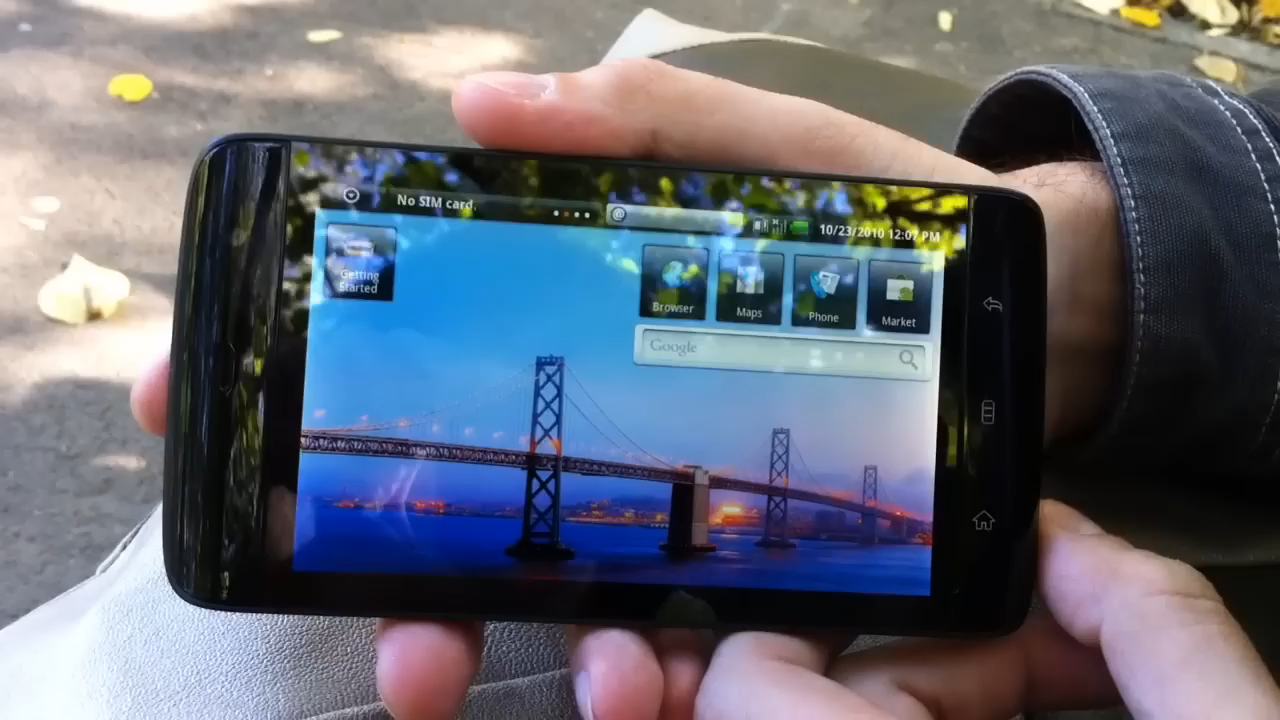 No SIM card.
@
10/23/2010 12:07 PM
Getting
Started
Browser
Maps
Phone
Market
Google